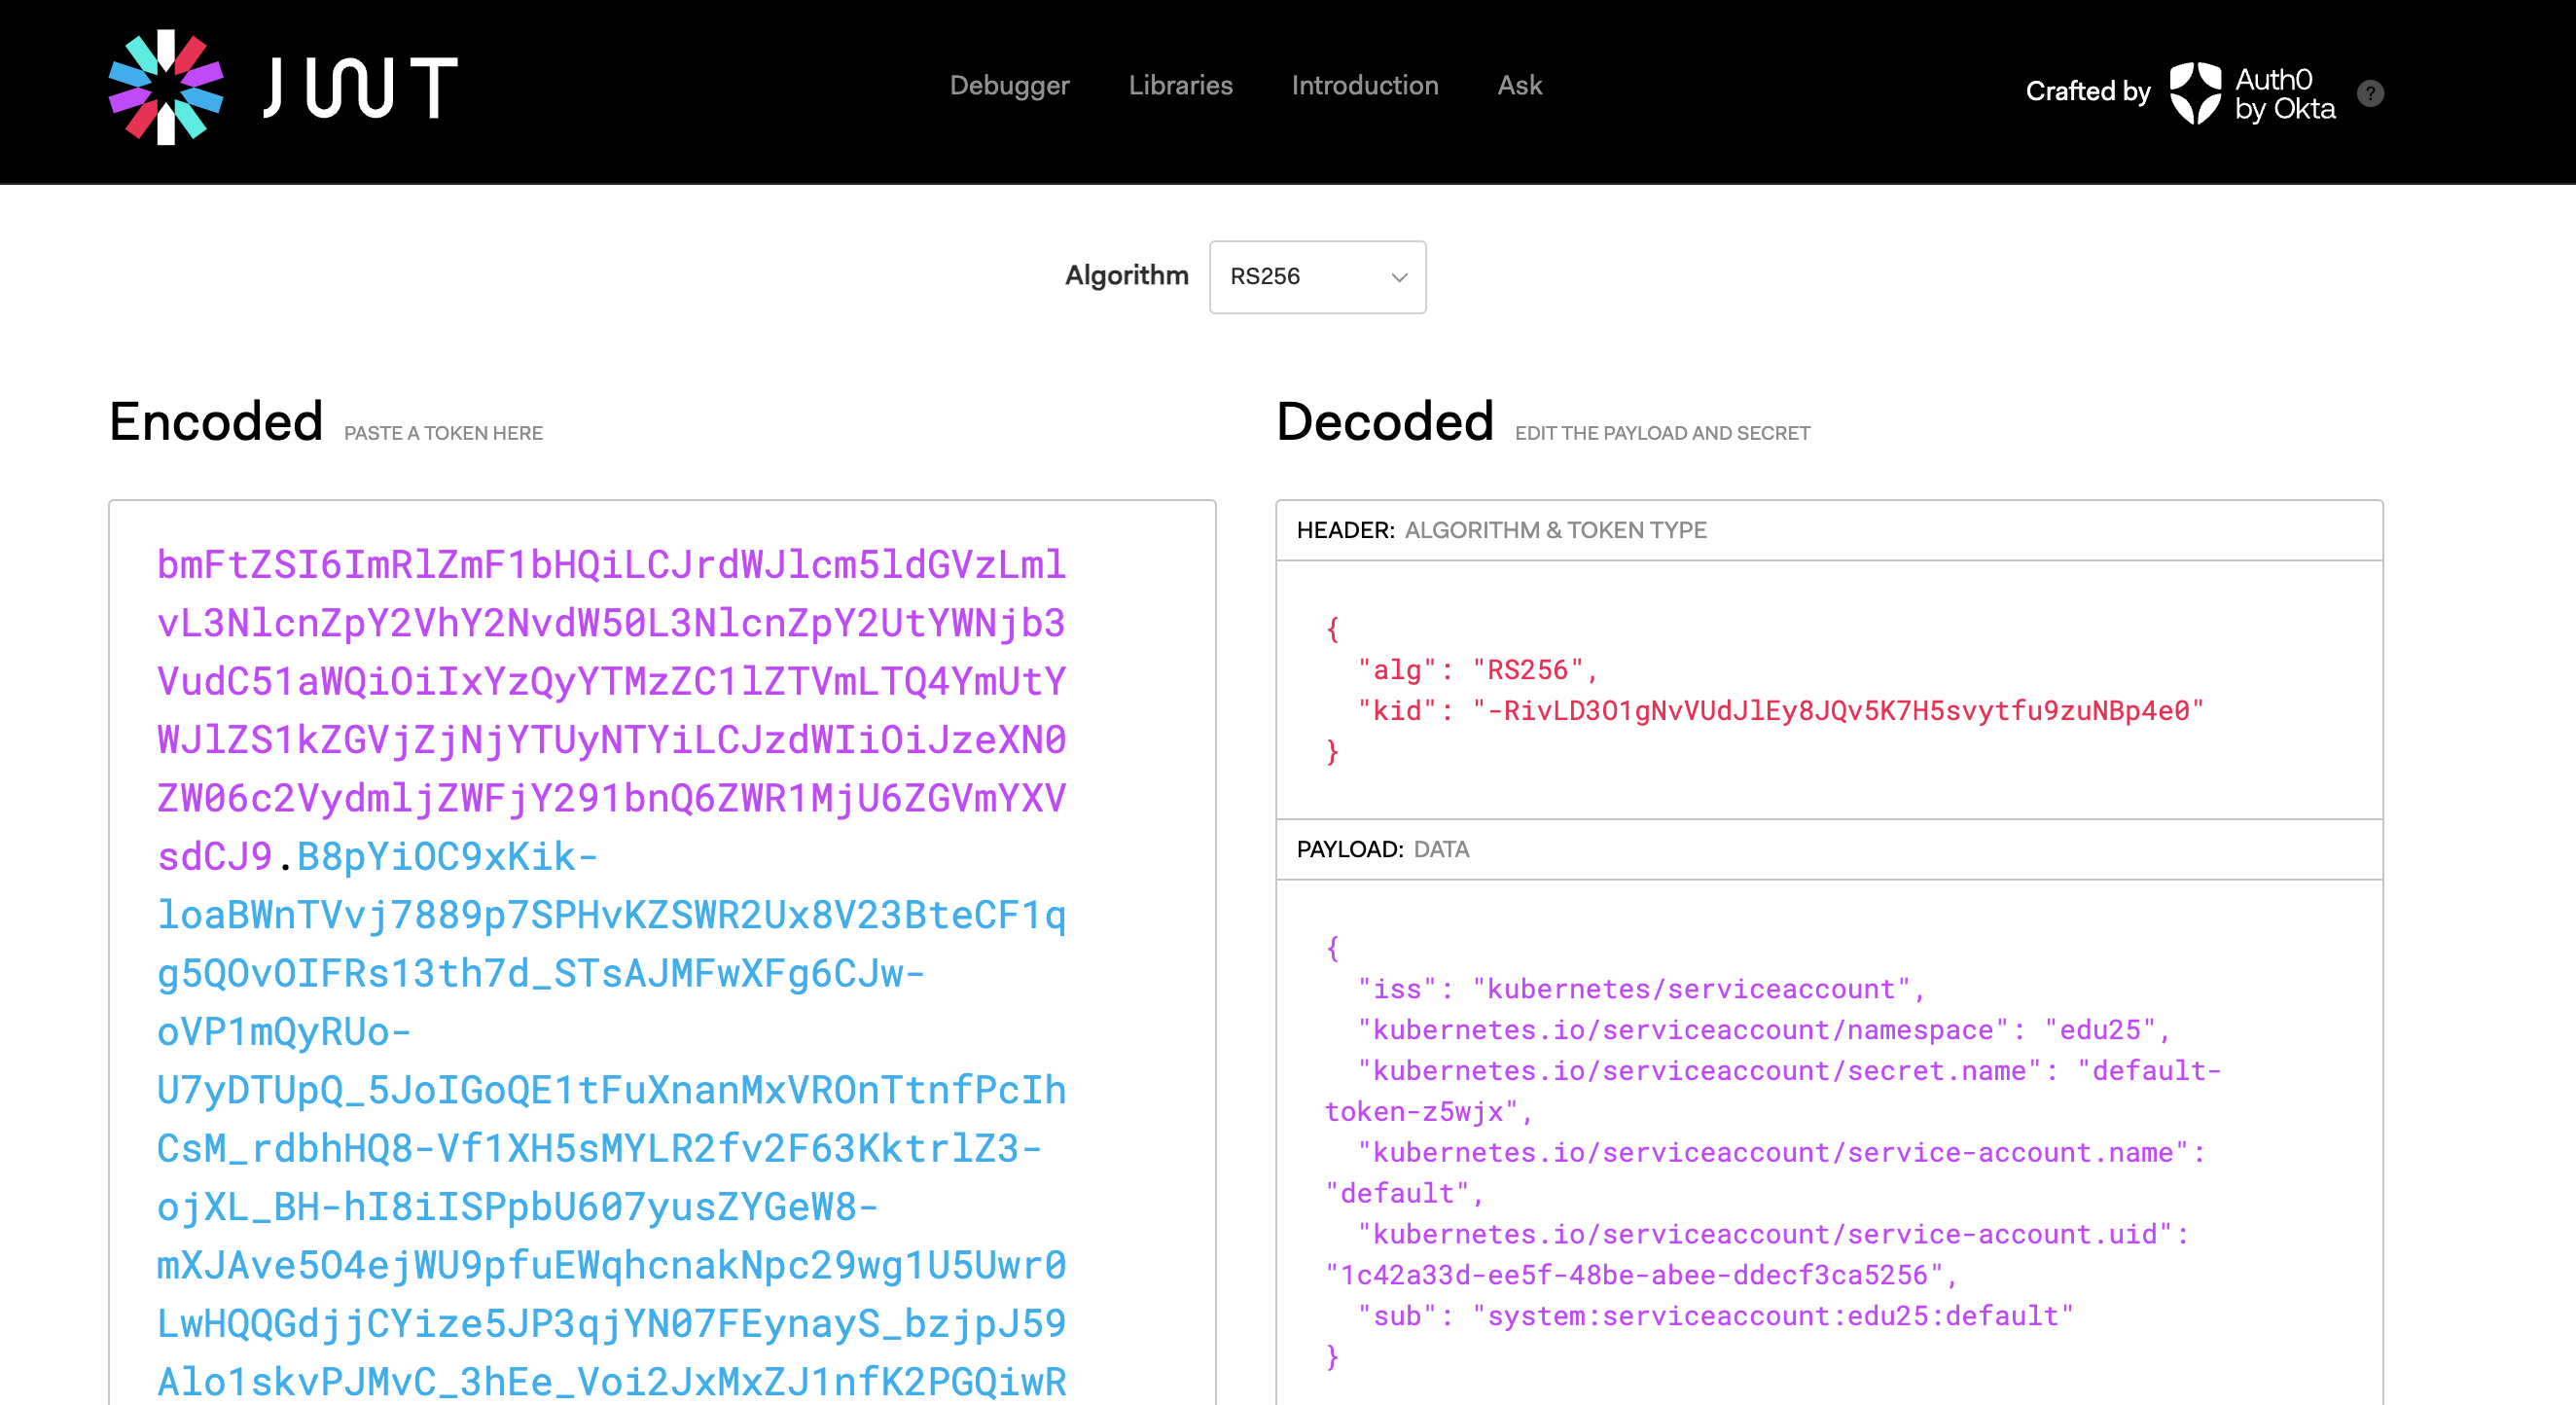 JWT
Debugger
Libraries
Introduction
Ask
Crafted by
Auth0
by Okta
?
Algorithm
RS256
Encoded PASTE A TOKEN HERE
bmFtZSI6ImRlZmF1bHQiLCJrdWJlcm5ldGVzLml
vL3NlcnZpY2VhY2NvdW50L3NlcnZpY2UtYWNjb3
VudC51aWQiOiIxYzQyYTMzZC1lZTVmLTQ4YmUtY
WJlZS1kZGVjZjNjYTUyNTYiLCJzdWIiOiJzeXN0
ZW06c2VydmljZWFjY291bnQ6ZWR1MjU6ZGVmYXV
sdCJ9.B8pYiOC9xKik-
loaBWnTVvj7889p7SPHvKZSWR2Ux8V23BteCF1q
g5QOvOIFRs13th7d_STsAJMFwXFg6CJw-
oVP1mQyRUo-
U7yDTUpQ_5JoIGoQE1tFuXnanMxVROnTtnfPcIh
CsM_rdbhHQ8-Vf1XH5sMYLR2fv2F63KktrlZ3-
ojXL_BH-hI8iISPpbU607yusZYGeW8-
mXJAve5O4ejWU9pfuEWqhcnakNpc29wg1U5Uwr0
LwHQQGdjjCYize5JP3qjYN07FEynayS_bzjpJ59
Alo1skvPJMvC_3hEe_Voi2JxMxZJ1nfK2PGQiwR
Decoded EDIT THE PAYLOAD AND SECRET
HEADER: ALGORITHM & TOKEN TYPE
{
  "alg": "RS256",
  "kid": "-RivLD3O1gNvVUdJlEy8JQv5K7H5svytfu9zuNBp4e0"
}
PAYLOAD: DATA
{
  "iss": "kubernetes/serviceaccount",
  "kubernetes.io/serviceaccount/namespace": "edu25",
  "kubernetes.io/serviceaccount/secret.name": "default-
token-z5wjx",
  "kubernetes.io/serviceaccount/service-account.name":
"default",
  "kubernetes.io/serviceaccount/service-account.uid":
"1c42a33d-ee5f-48be-abee-ddecf3ca5256",
  "sub": "system:serviceaccount:edu25:default"
}